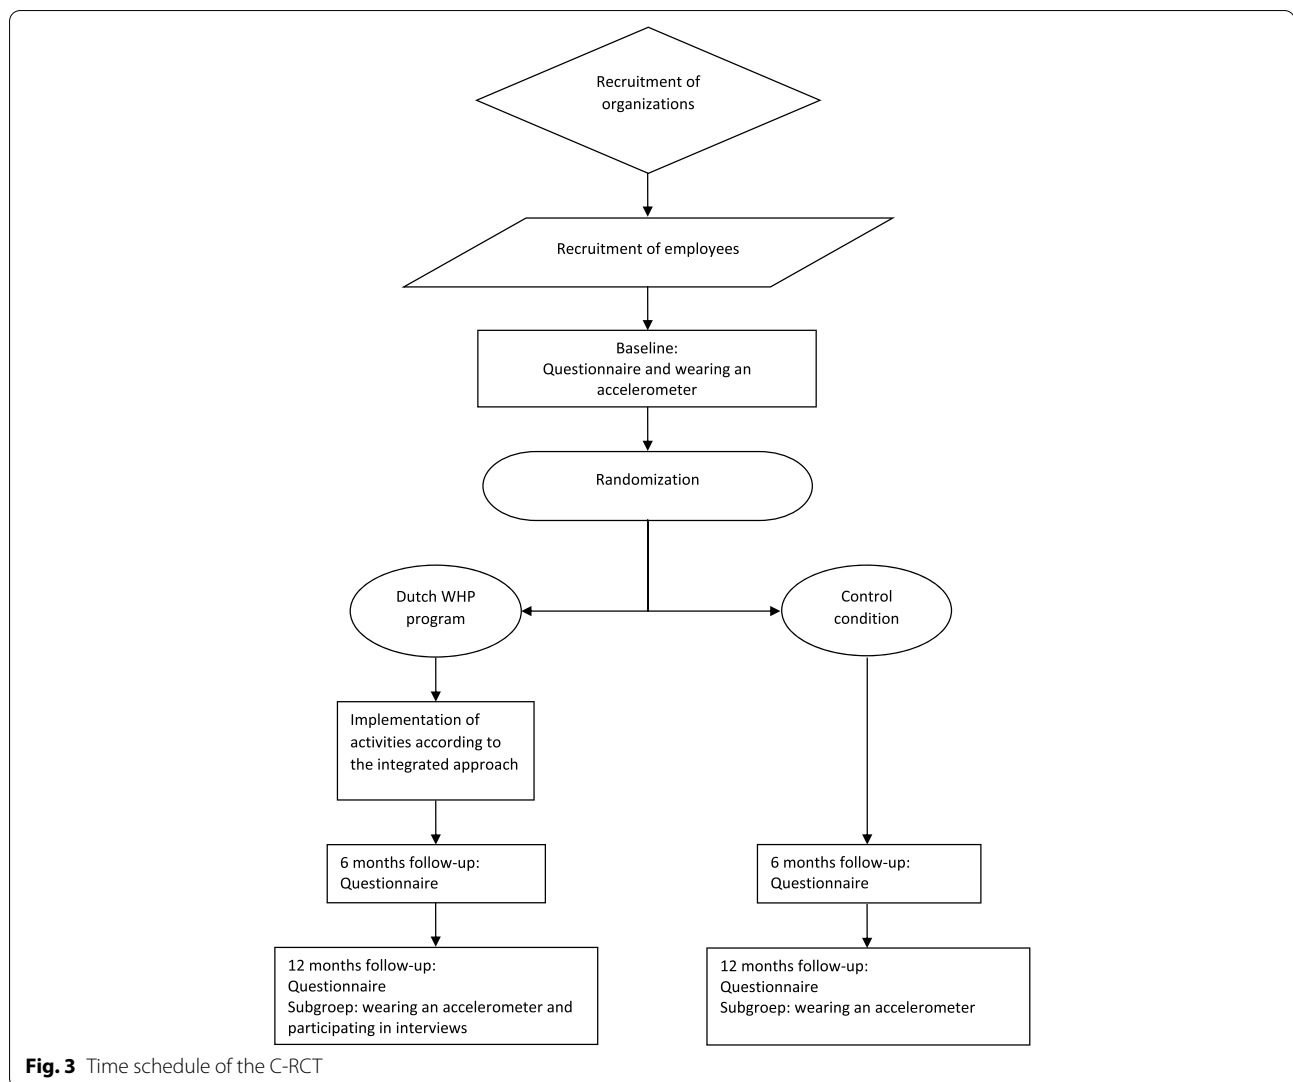 Recruitment of
organizations
Recruitment of employees
Baseline:
Questionnaire and wearing an
accelerometer
Randomization
Dutch WHP
program
Control
condition
Implementation of
activities according to
the integrated approach
6 months follow-up:
Questionnaire
6 months follow-up:
Questionnaire
12 months follow-up:
Questionnaire
Subgroep: wearing an accelerometer and
participating in interviews
12 months follow-up:
Questionnaire
Subgroep: wearing an accelerometer
Fig. 3 Time schedule of the C-RCT